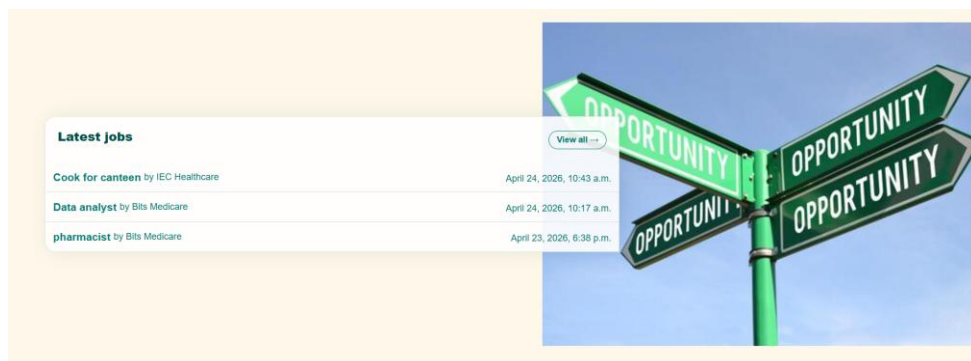 Latest jobs
View all →
Cook for canteen by IEC Healthcare
April 24, 2026, 10:43 a.m.
Data analyst by Bits Medicare
April 24, 2026, 10:17 a.m.
pharmacist by Bits Medicare
April 23, 2026, 6:38 p.m.
OPPORTUNITY
OPPORTUNITY
OPPORTUNITY
OPPORTUNITY